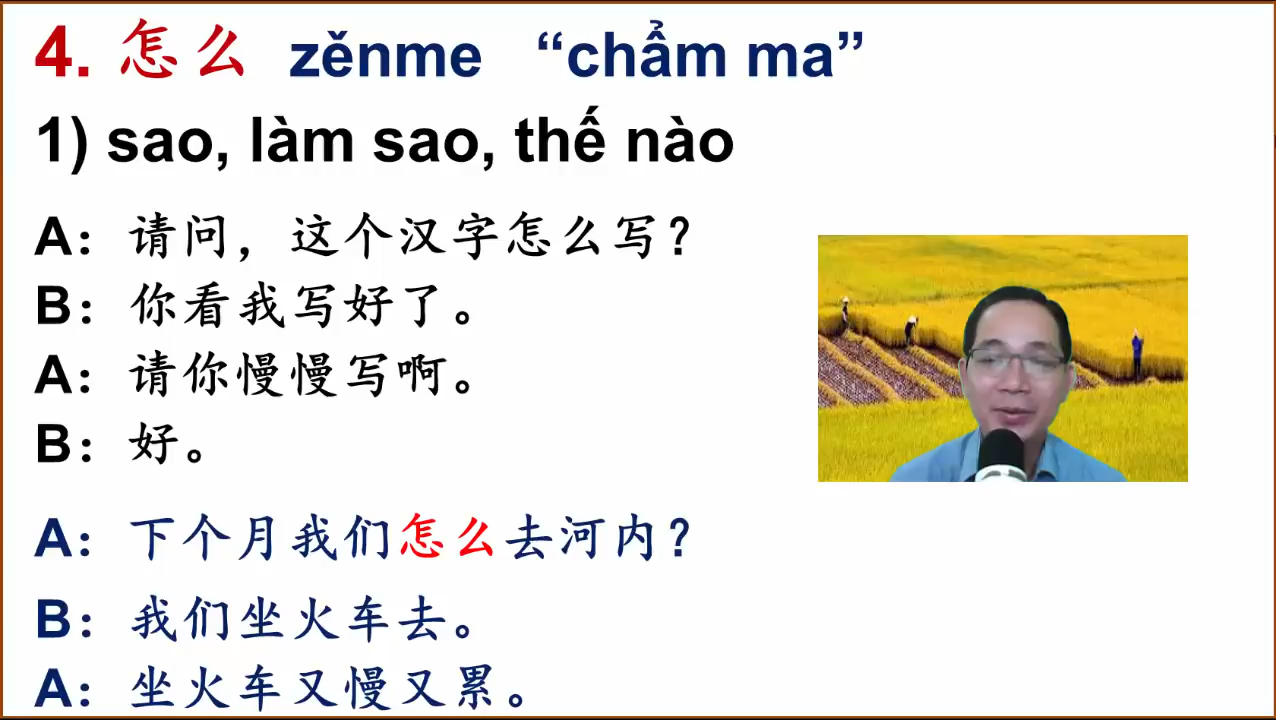 4. 怎么 zěnme “chẩm ma”
1) sao, làm sao, thế nào
A：请问，这个汉字怎么写？
B：你看我写好了。
A：请你慢慢写啊。
B：好。
A：下个月我们怎么去河内？
B：我们坐火车去。
A：坐火车又慢又累。